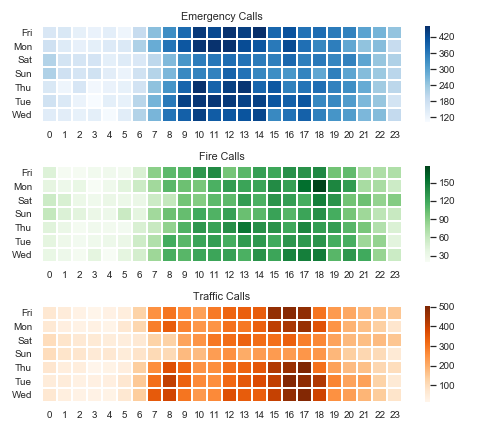 Emergency Calls
Fri
Mon
Sat
Sun
Thu
Tue
Wed
0 1 2 3 4 5 6 7 8 9 10 11 12 13 14 15 16 17 18 19 20 21 22 23
420
360
300
240
180
120
Fire Calls
Fri
Mon
Sat
Sun
Thu
Tue
Wed
0 1 2 3 4 5 6 7 8 9 10 11 12 13 14 15 16 17 18 19 20 21 22 23
150
120
90
60
30
Traffic Calls
Fri
Mon
Sat
Sun
Thu
Tue
Wed
0 1 2 3 4 5 6 7 8 9 10 11 12 13 14 15 16 17 18 19 20 21 22 23
500
400
300
200
100